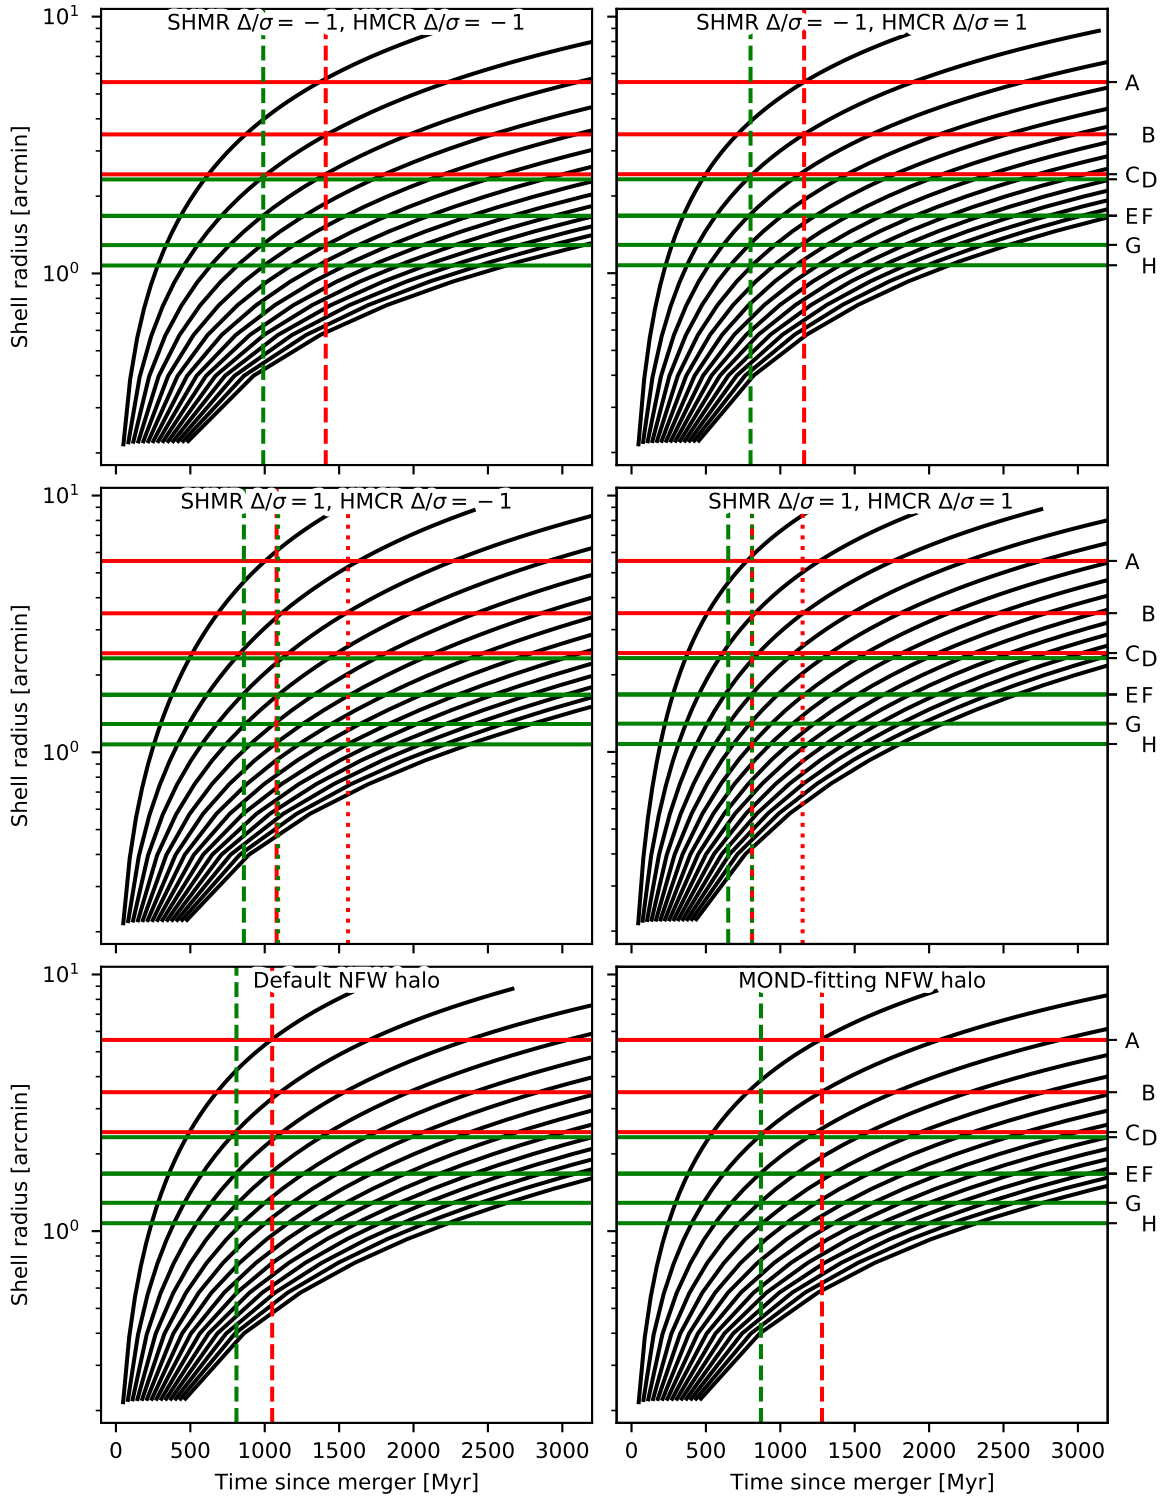 SHMR Δ/σ = −1, HMCR Δ/σ = −1
SHMR Δ/σ = −1, HMCR Δ/σ = 1
10¹
10⁰
Shell radius [arcmin]
A
B
C D
E F
G
H
SHMR Δ/σ = 1, HMCR Δ/σ = −1
SHMR Δ/σ = 1, HMCR Δ/σ = 1
10¹
10⁰
Shell radius [arcmin]
A
B
C D
E F
G
H
Default NFW halo
MOND-fitting NFW halo
10¹
10⁰
Shell radius [arcmin]
A
B
C D
E F
G
H
0 500 1000 1500 2000 2500 3000
0 500 1000 1500 2000 2500 3000
Time since merger [Myr]
Time since merger [Myr]